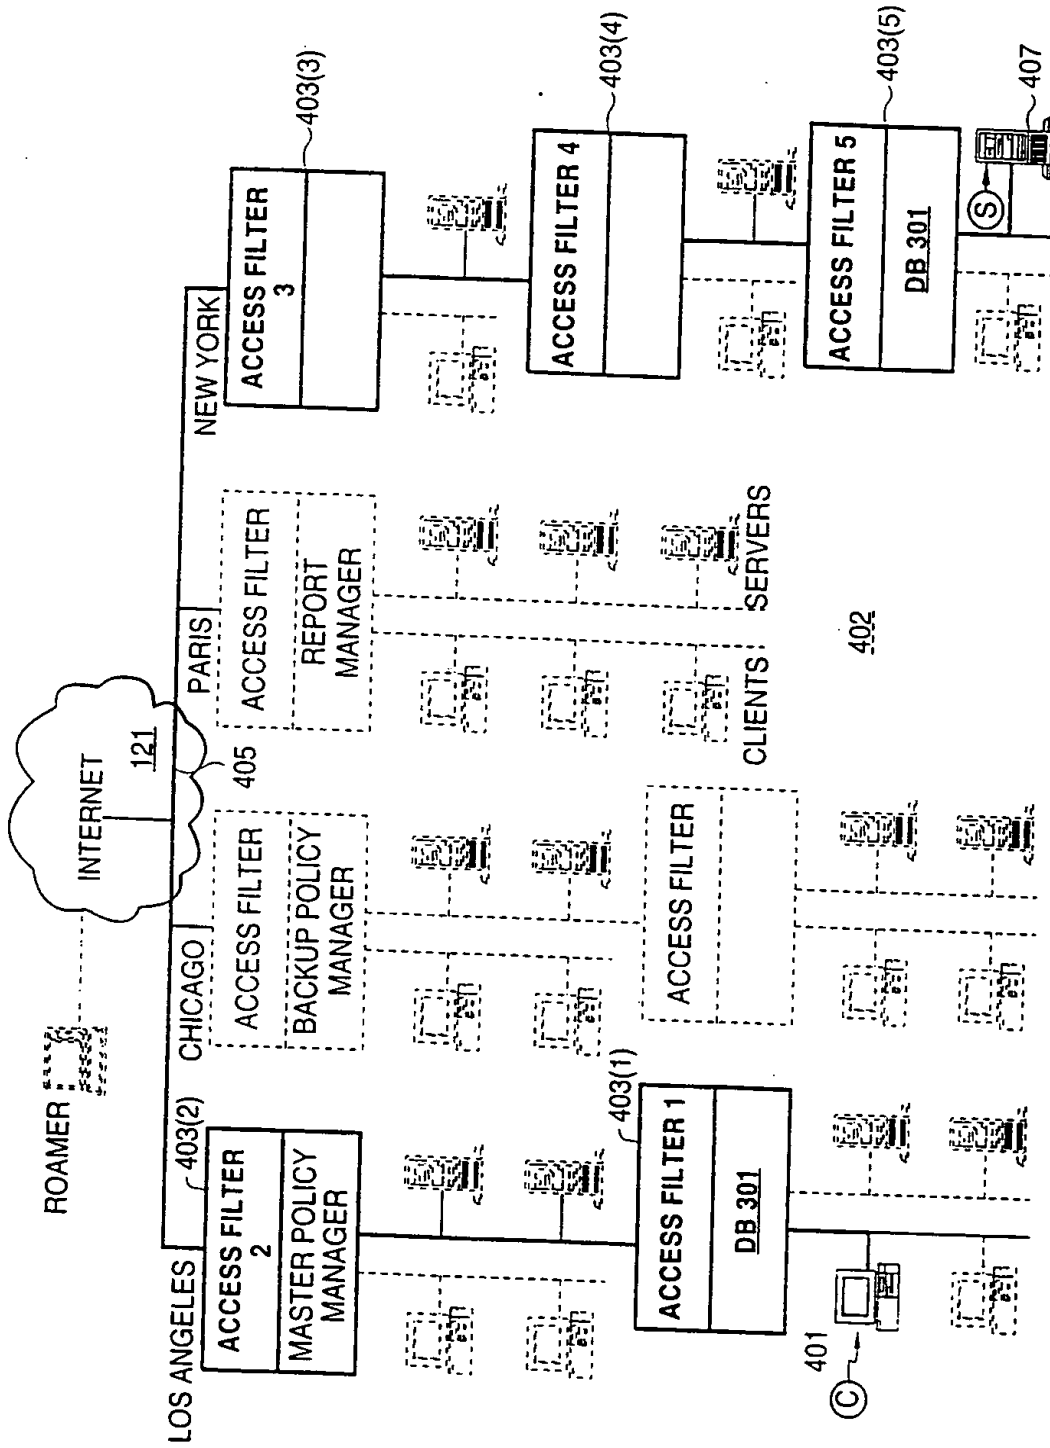 ROAMER
INTERNET
121
405
LOS ANGELES
403(2)
ACCESS FILTER
2
MASTER POLICY
MANAGER
403(1)
ACCESS FILTER 1
DB 301
401
C
CHICAGO
ACCESS FILTER
BACKUP POLICY
MANAGER
ACCESS FILTER
PARIS
ACCESS FILTER
REPORT
MANAGER
CLIENTS
SERVERS
402
NEW YORK
ACCESS FILTER
3
403(3)
ACCESS FILTER 4
403(4)
ACCESS FILTER 5
DB 301
403(5)
S
407